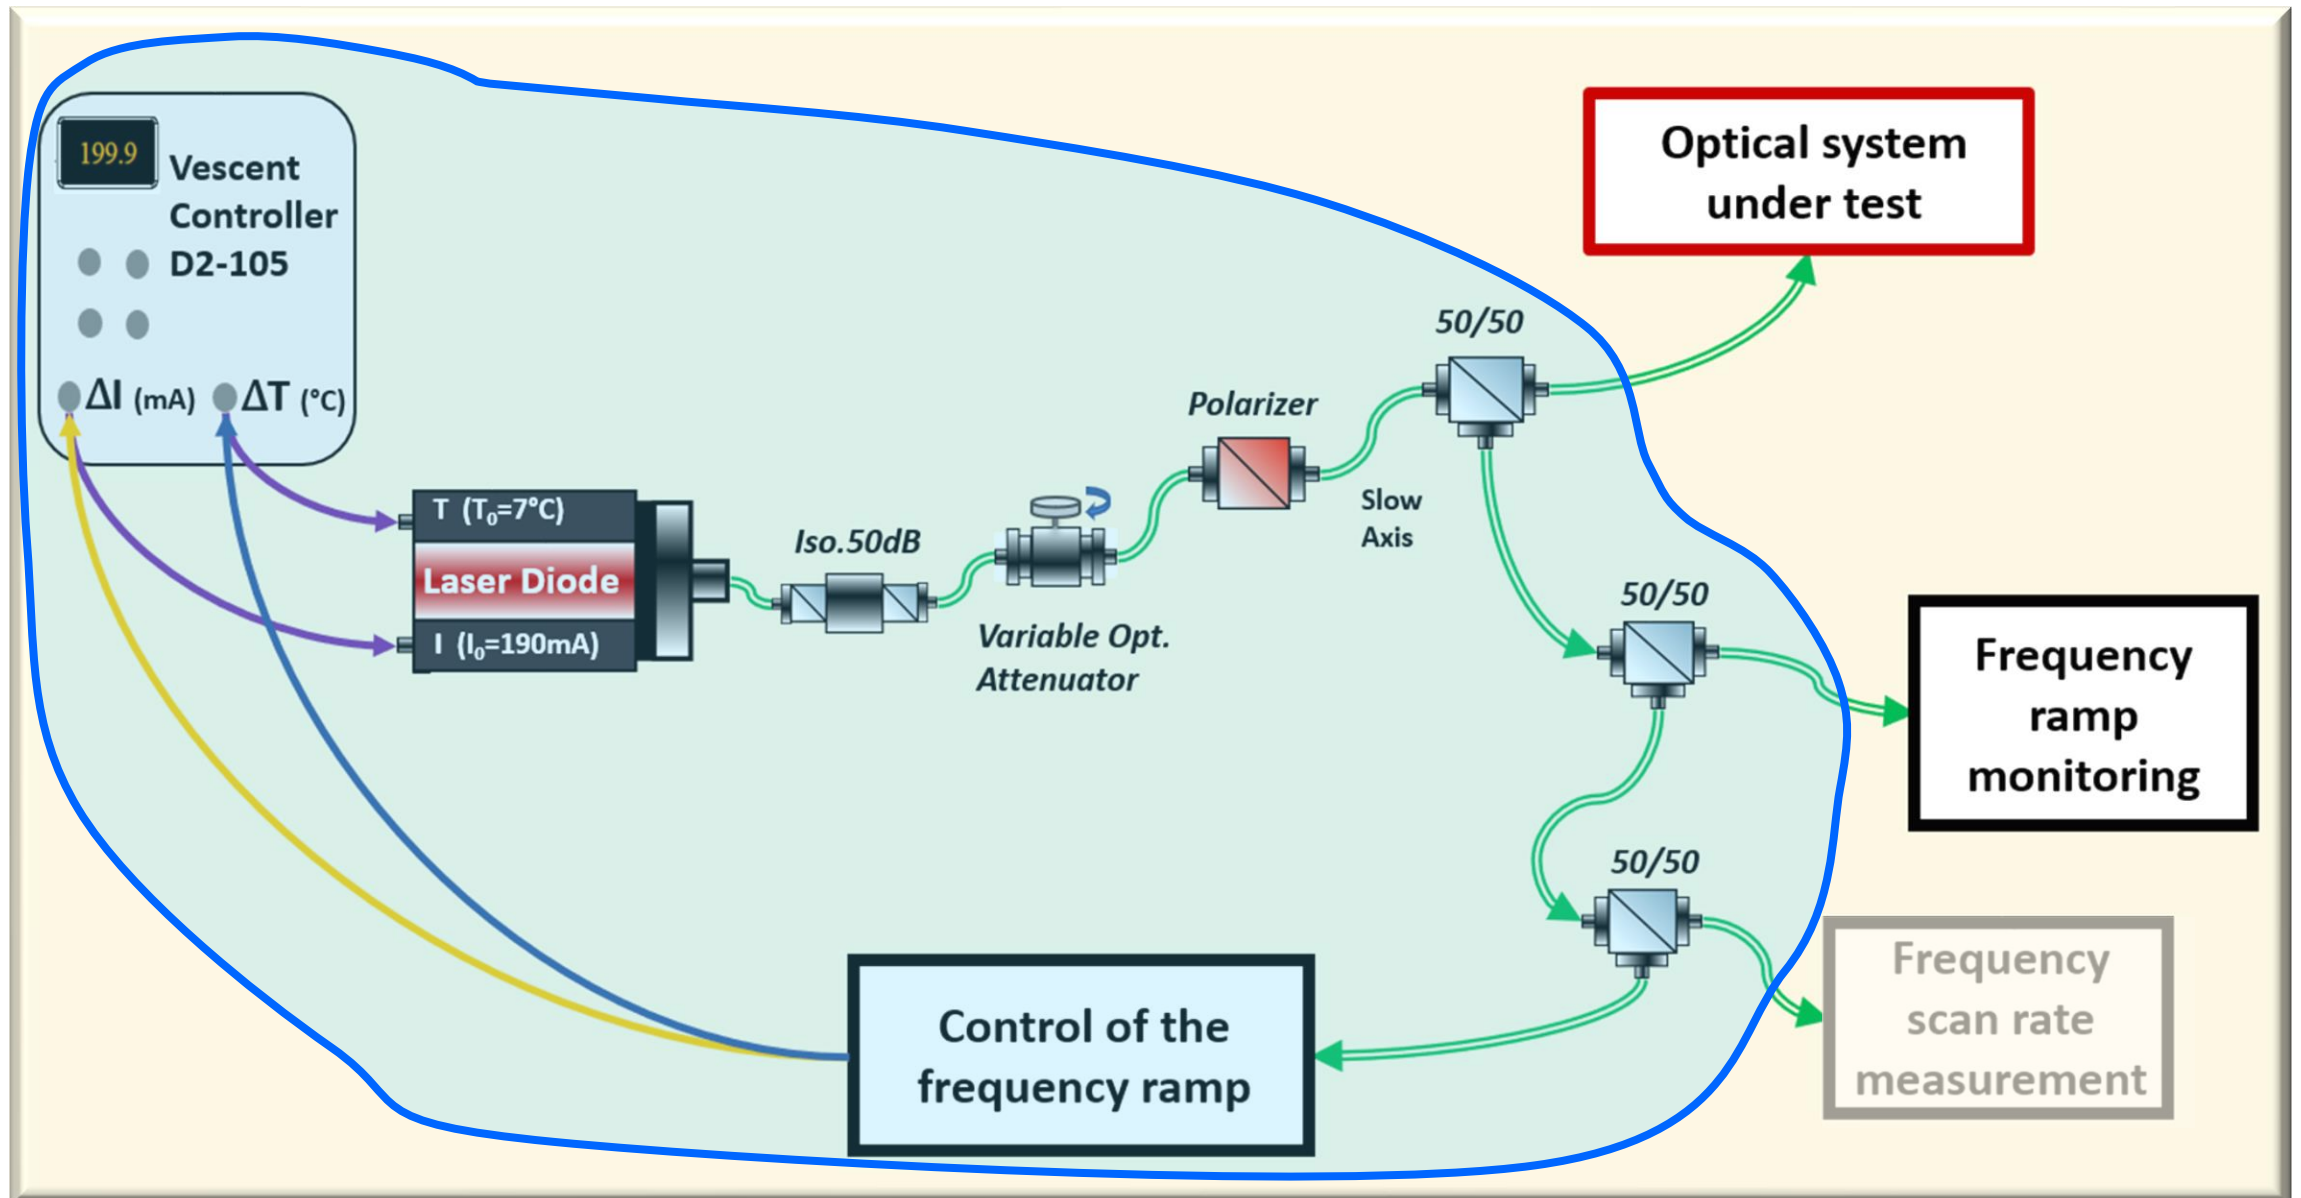 199.9
Vescent
Controller
D2-105
ΔI (mA)
ΔT (°C)
T (T₀=7°C)
Laser Diode
I (I₀=190mA)
Iso.50dB
Variable Opt.
Attenuator
Polarizer
Slow
Axis
50/50
Optical system
under test
50/50
Frequency
ramp
monitoring
50/50
Frequency
scan rate
measurement
Control of the
frequency ramp